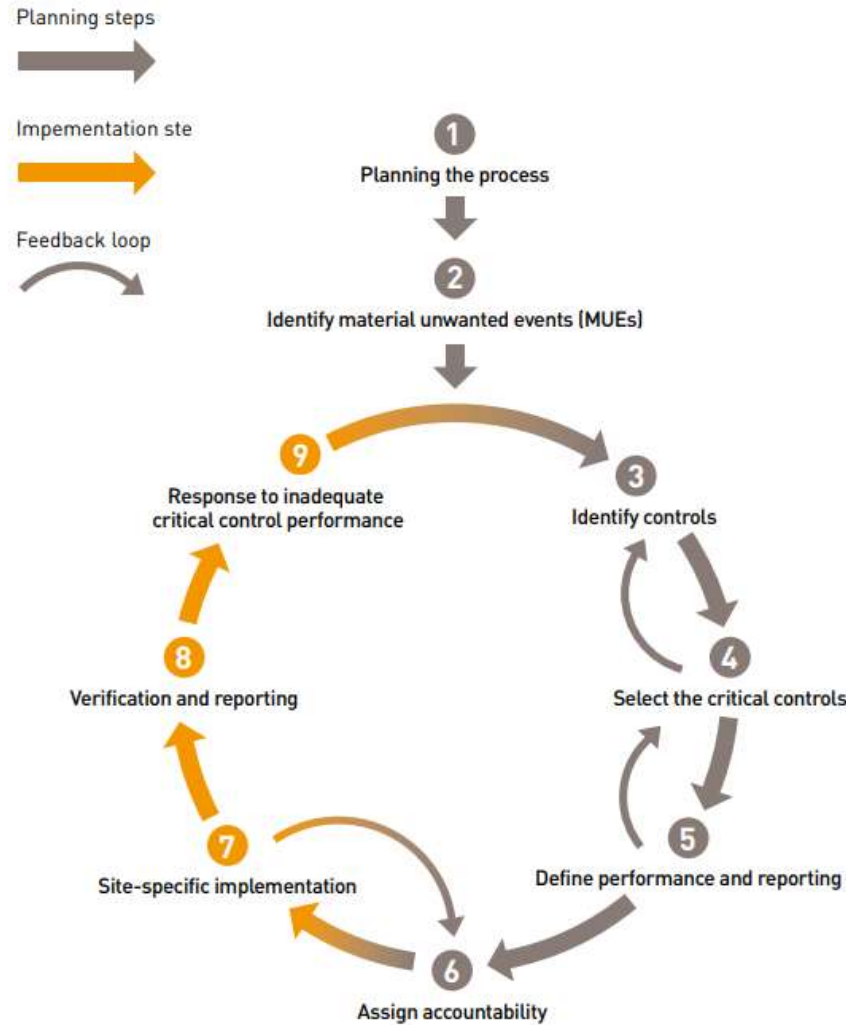 Planning steps
Impementation ste
Feedback loop
1
Planning the process
2
Identify material unwanted events (MUEs)
3
Identify controls
4
Select the critical controls
5
Define performance and reporting
6
Assign accountability
7
Site-specific implementation
8
Verification and reporting
9
Response to inadequate
critical control performance